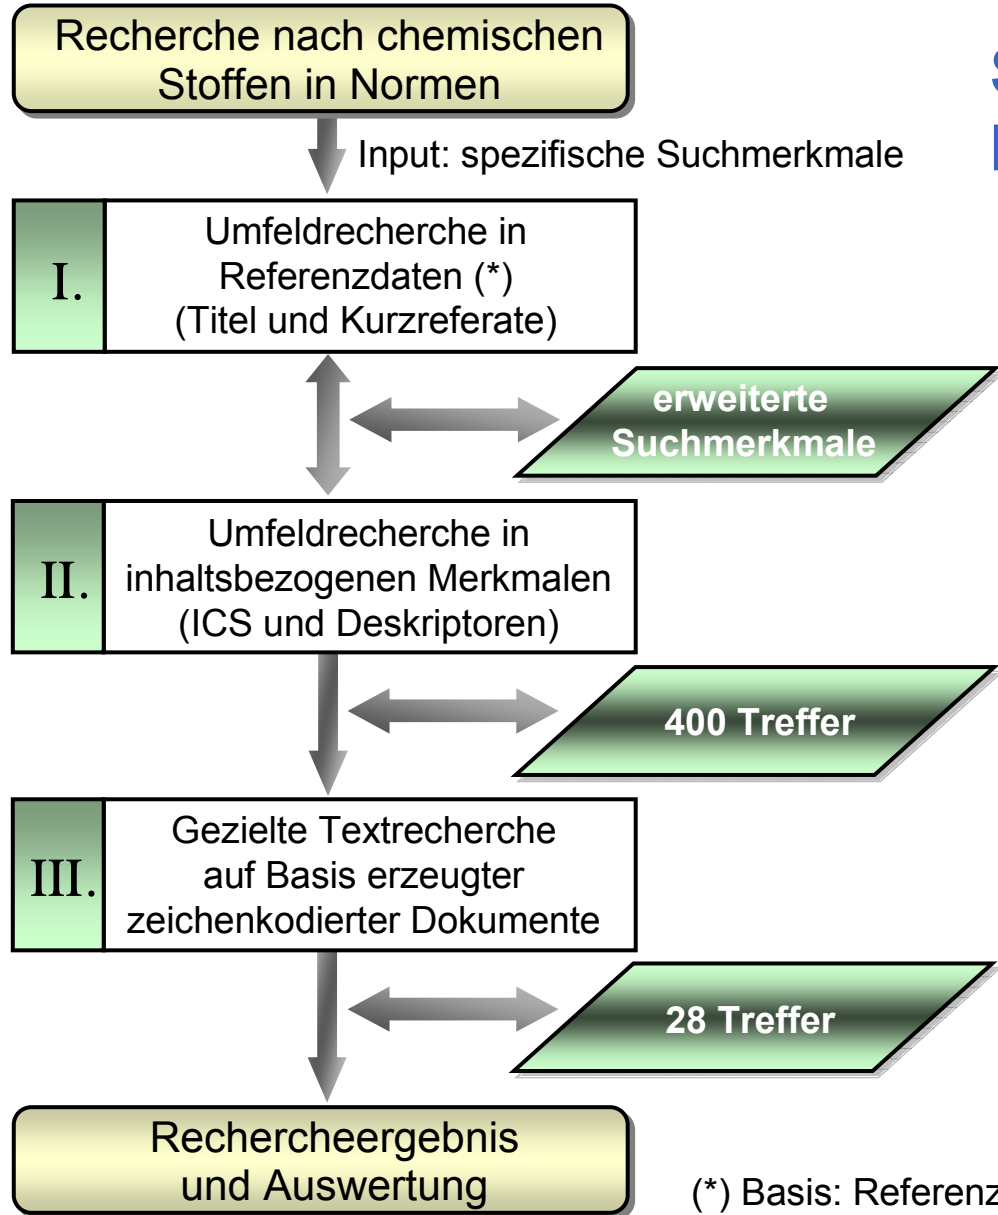 Recherche nach chemischen
Stoffen in Normen
Input: spezifische Suchmerkmale
I.
Umfeldrecherche in
Referenzdaten (*)
(Titel und Kurzreferate)
erweiterte
Suchmerkmale
II.
Umfeldrecherche in
inhaltsbezogenen Merkmalen
(ICS und Deskriptoren)
400 Treffer
III.
Gezielte Textrecherche
auf Basis erzeugter
zeichenkodierter Dokumente
28 Treffer
Rechercheergebnis
und Auswertung
(*) Basis: Referenz